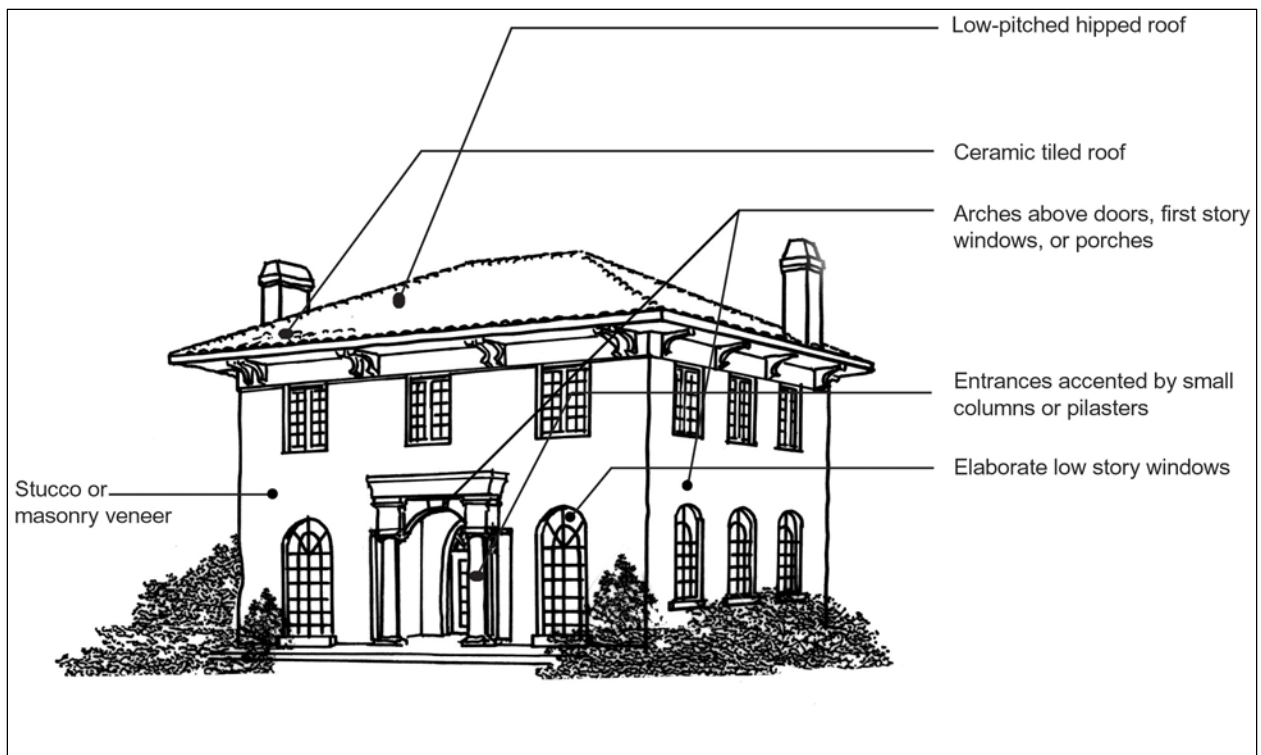 Low-pitched hipped roof
Ceramic tiled roof
Arches above doors, first story
windows, or porches
Entrances accented by small
columns or pilasters
Elaborate low story windows
Stucco or
masonry veneer